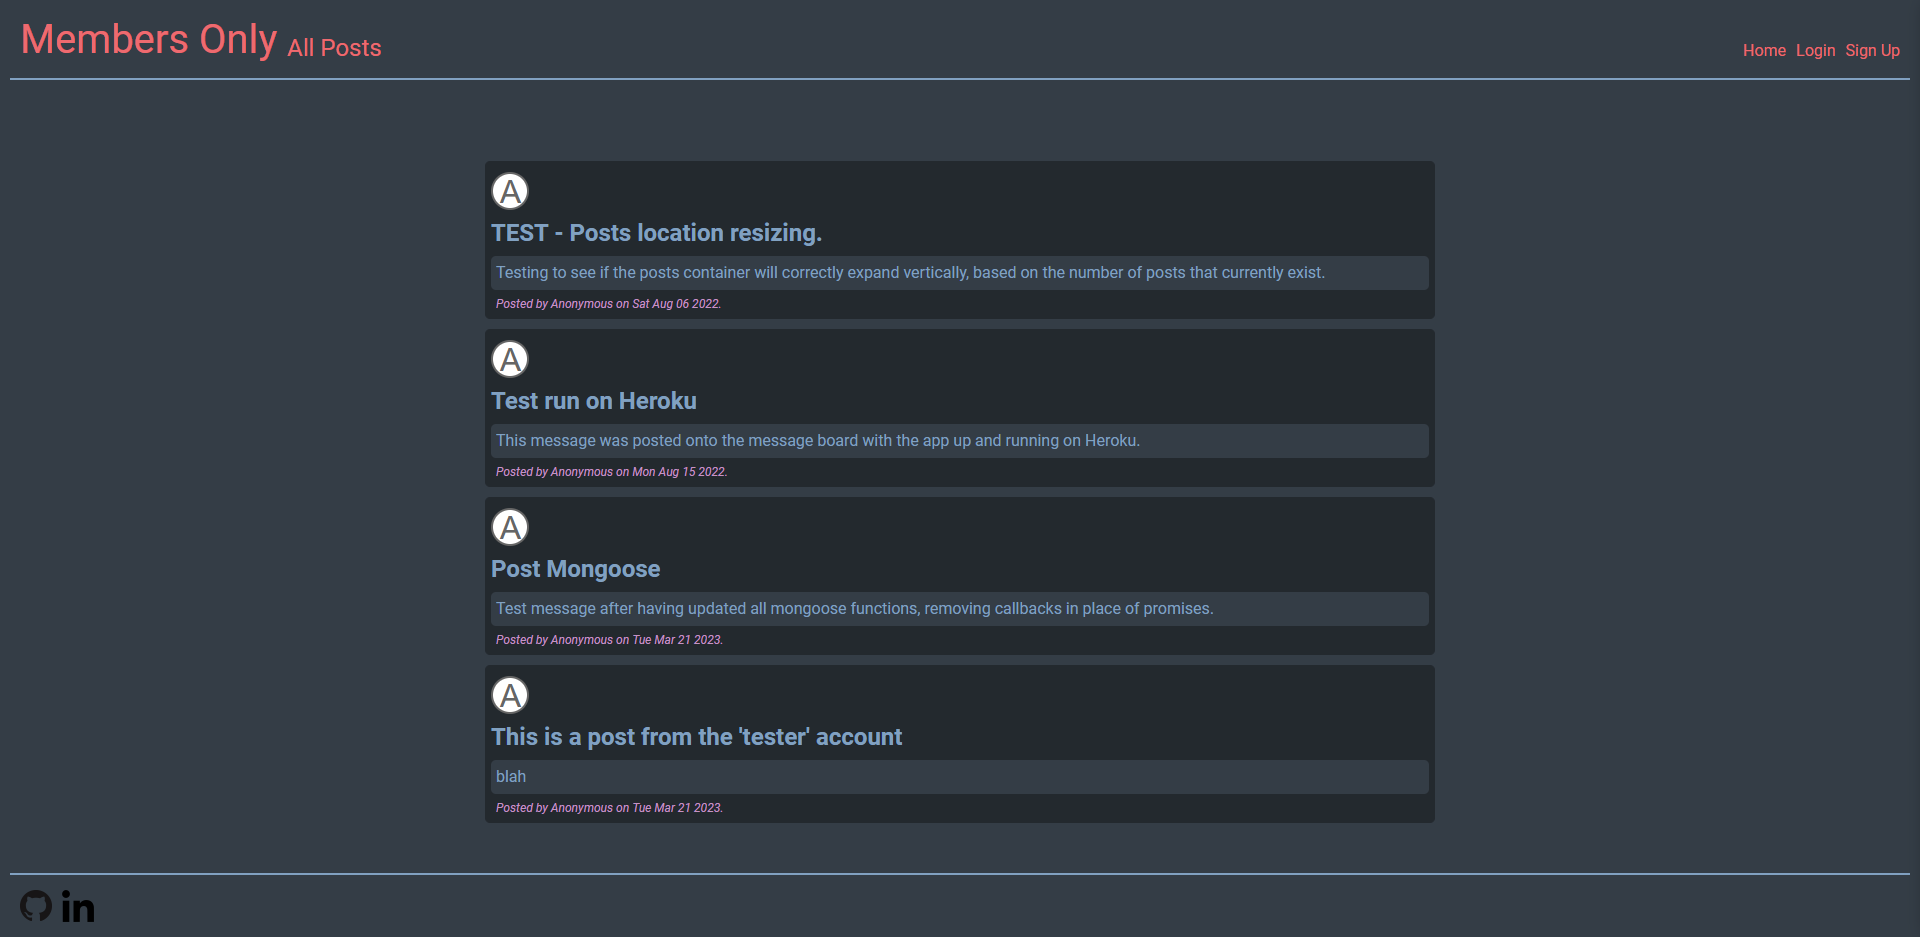 Members Only All Posts
Home Login Sign Up
A
TEST - Posts location resizing.
Testing to see if the posts container will correctly expand vertically, based on the number of posts that currently exist.
Posted by Anonymous on Sat Aug 06 2022.
A
Test run on Heroku
This message was posted onto the message board with the app up and running on Heroku.
Posted by Anonymous on Mon Aug 15 2022.
A
Post Mongoose
Test message after having updated all mongoose functions, removing callbacks in place of promises.
Posted by Anonymous on Tue Mar 21 2023.
A
This is a post from the 'tester' account
blah
Posted by Anonymous on Tue Mar 21 2023.
in